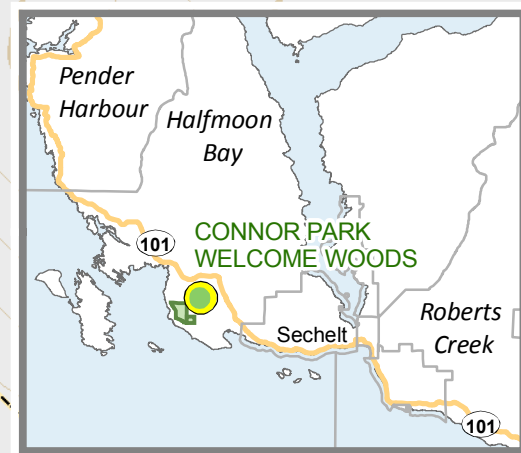 Pender
Harbour
Halfmoon
Bay
101
CONNOR PARK
WELCOME WOODS
Sechelt
Roberts
Creek
101